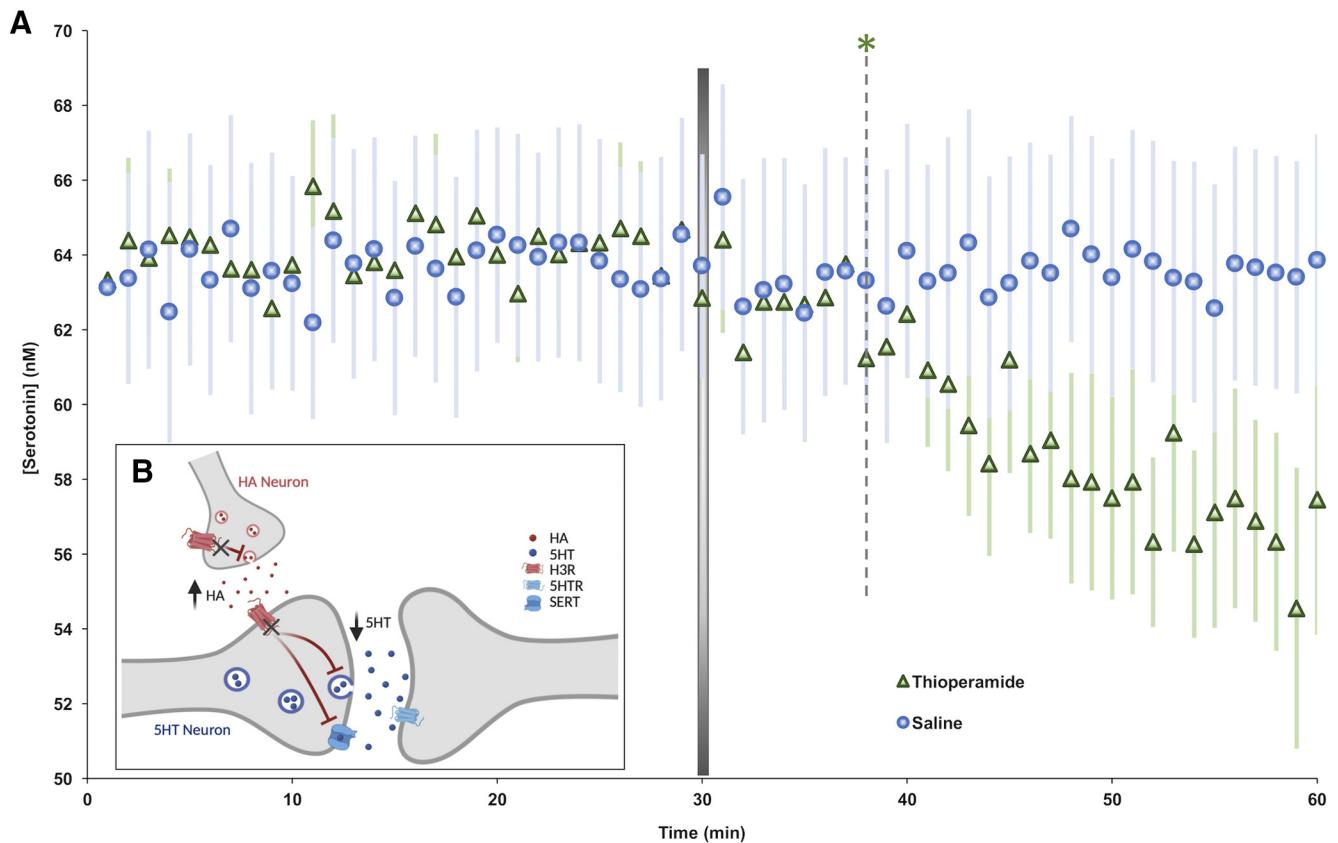 A
70
68
66
64
62
60
58
56
54
52
50
[Serotonin] (nM)
0
10
20
30
40
50
60
Time (min)
*
Thioperamide
Saline
B
HA Neuron
HA
5HT
5HT Neuron
HA
5HT
H3R
5HTR
SERT